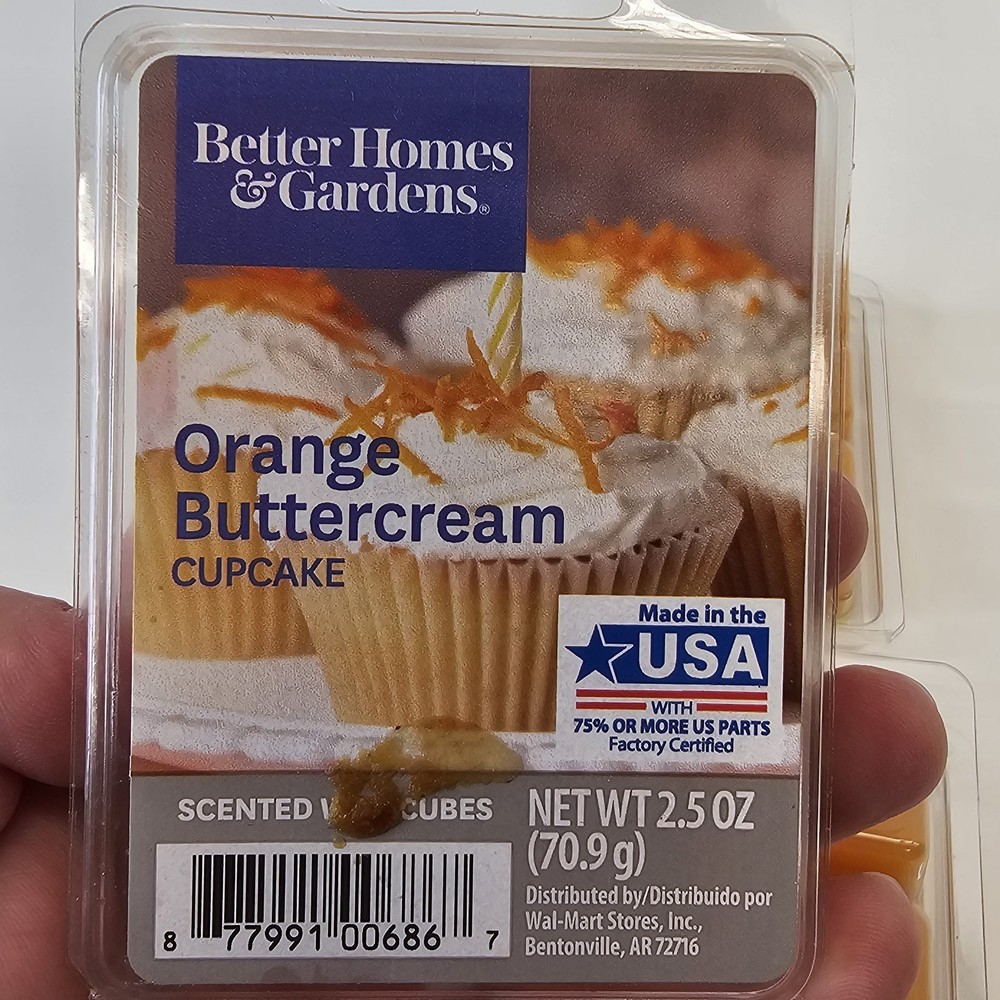 Better Homes
& Gardens®
Orange
Buttercream
CUPCAKE
Made in the
USA
WITH
75% OR MORE US PARTS
Factory Certified
SCENTED CUBES
NET WT 2.5 OZ
(70.9 g)
Distributed by/Distribuido por
Wal-Mart Stores, Inc.,
Bentonville, AR 72716
8 77991 00686 7